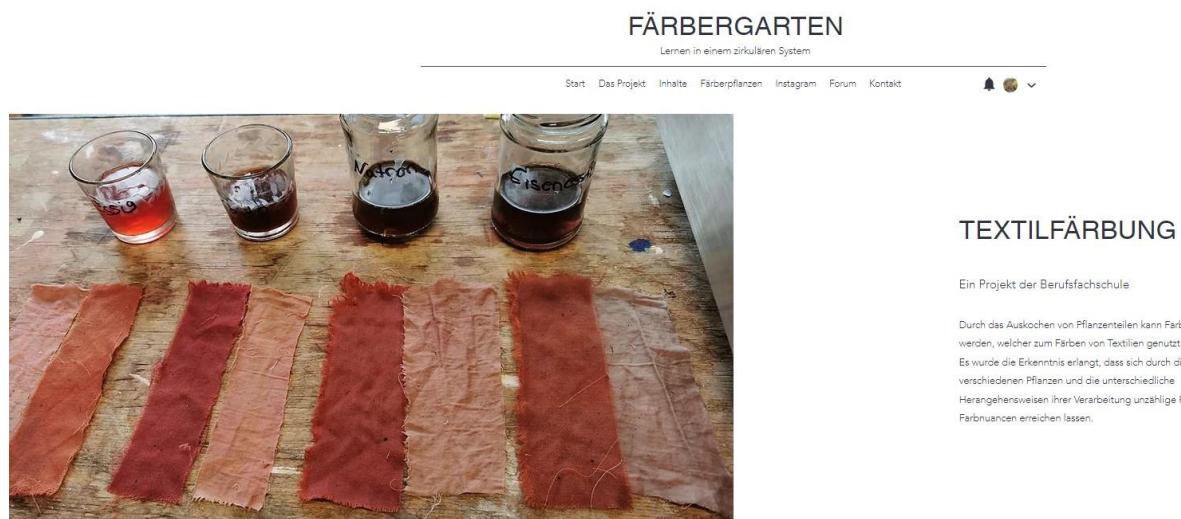 FÄRBERGARTEN
Lernen in einem zirkulären System
Start Das Projekt Inhalte Färberpflanzen Instagram Forum Kontakt
Natron
TEXTILFÄRBUNG
Ein Projekt der Berufsfachschule
Durch das Auskochen von Pflanzenteilen kann Farb
werden, welcher zum Färben von Textilien genutzt
Es wurde die Erkenntnis erlangt, dass sich durch di
verschiedenen Pflanzen und die unterschiedliche
Herangehensweisen ihrer Verarbeitung unzählige F
Farbnuancen erreichen lassen.